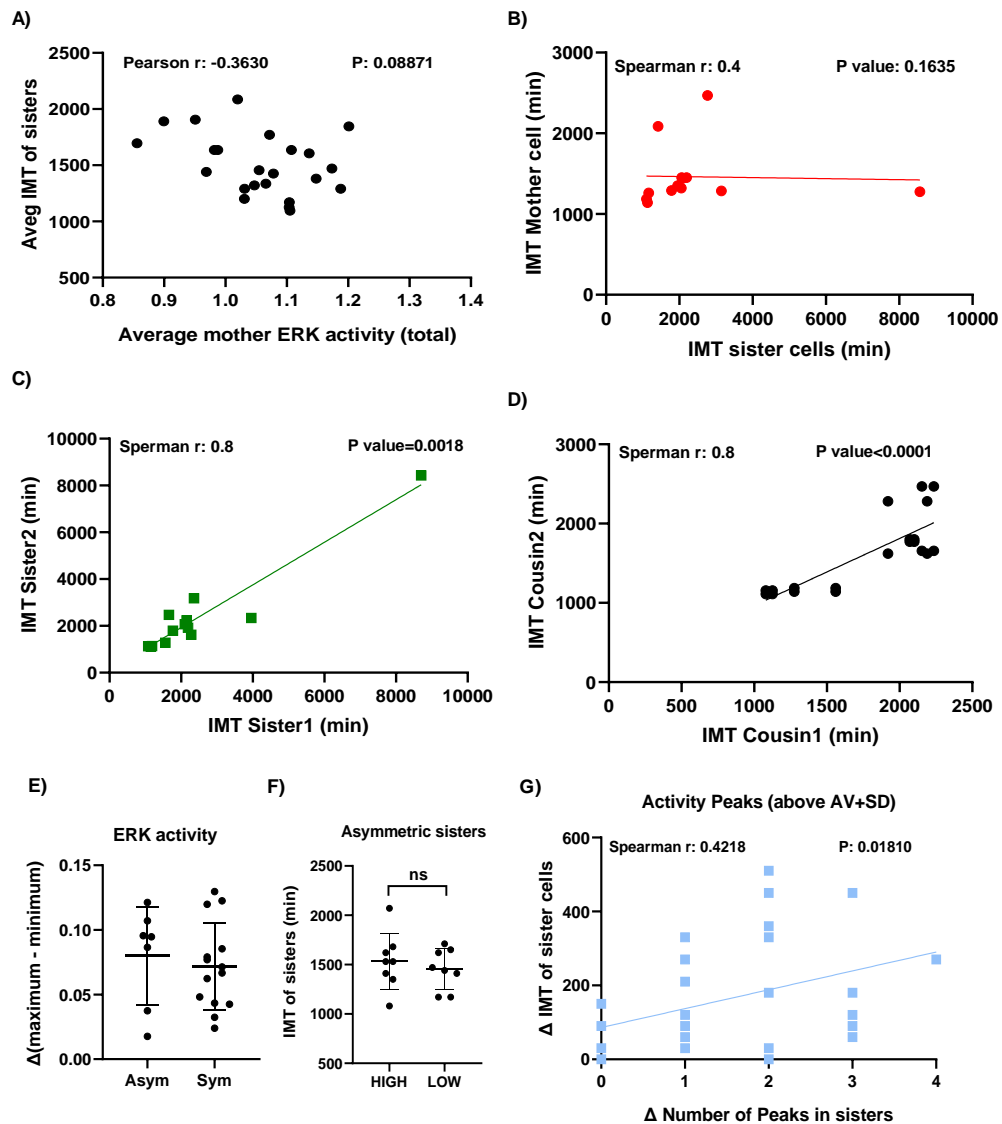 A)
Pearson r: -0.3630 P: 0.08871
Aveg IMT of sisters
2500
2000
1500
1000
500
0.8 0.9 1.0 1.1 1.2 1.3 1.4
Average mother ERK activity (total)
B)
Spearman r: 0.4 P value: 0.1635
IMT Mother cell (min)
3000
2000
1000
0
0 2000 4000 6000 8000 10000
IMT sister cells (min)
C)
Sperman r: 0.8 P value=0.0018
IMT Sister2 (min)
10000
8000
6000
4000
2000
0
0 2000 4000 6000 8000 10000
IMT Sister1 (min)
D)
Sperman r: 0.8 P value<0.0001
IMT Cousin2 (min)
3000
2000
1000
0
0 500 1000 1500 2000 2500
IMT Cousin1 (min)
E)
ERK activity
Δ(maximum - minimum)
0.15
0.10
0.05
0.00
Asym Sym
F)
Asymmetric sisters
ns
IMT of sisters (min)
2500
2000
1500
1000
500
HIGH LOW
G)
Activity Peaks (above AV+SD)
Spearman r: 0.4218 P: 0.01810
Δ IMT of sister cells
600
400
200
0
0 1 2 3 4
Δ Number of Peaks in sisters